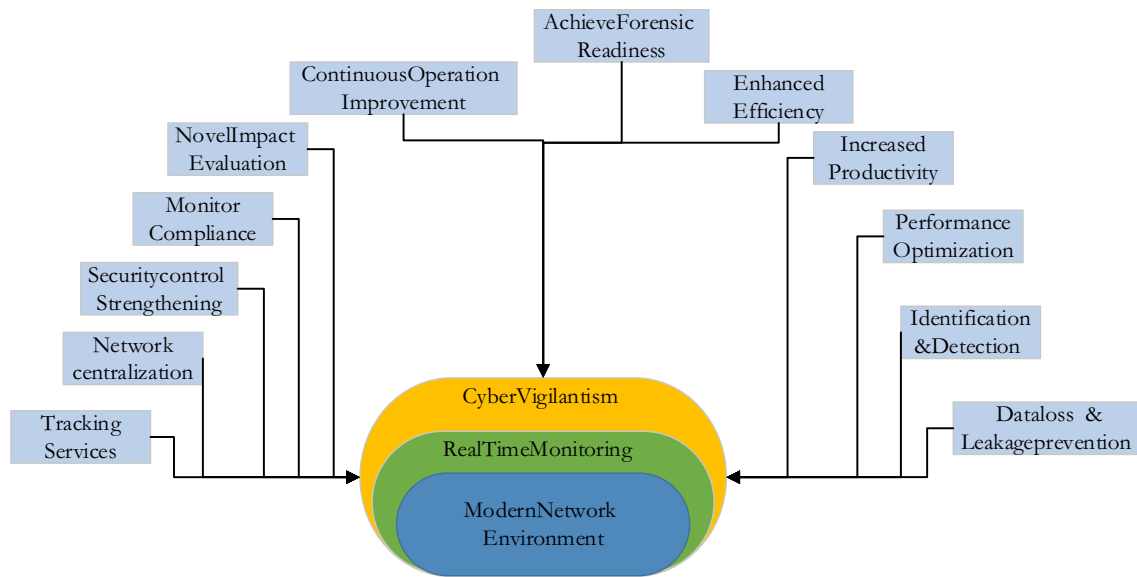 AchieveForensic
Readiness
ContinuousOperation
Improvement
Enhanced
Efficiency
NovelImpact
Evaluation
Increased
Productivity
Monitor
Compliance
Performance
Optimization
Securitycontrol
Strengthening
Identification
&Detection
Network
centralization
Tracking
Services
Dataloss &
Leakageprevention
CyberVigilantism
RealTimeMonitoring
ModernNetwork
Environment